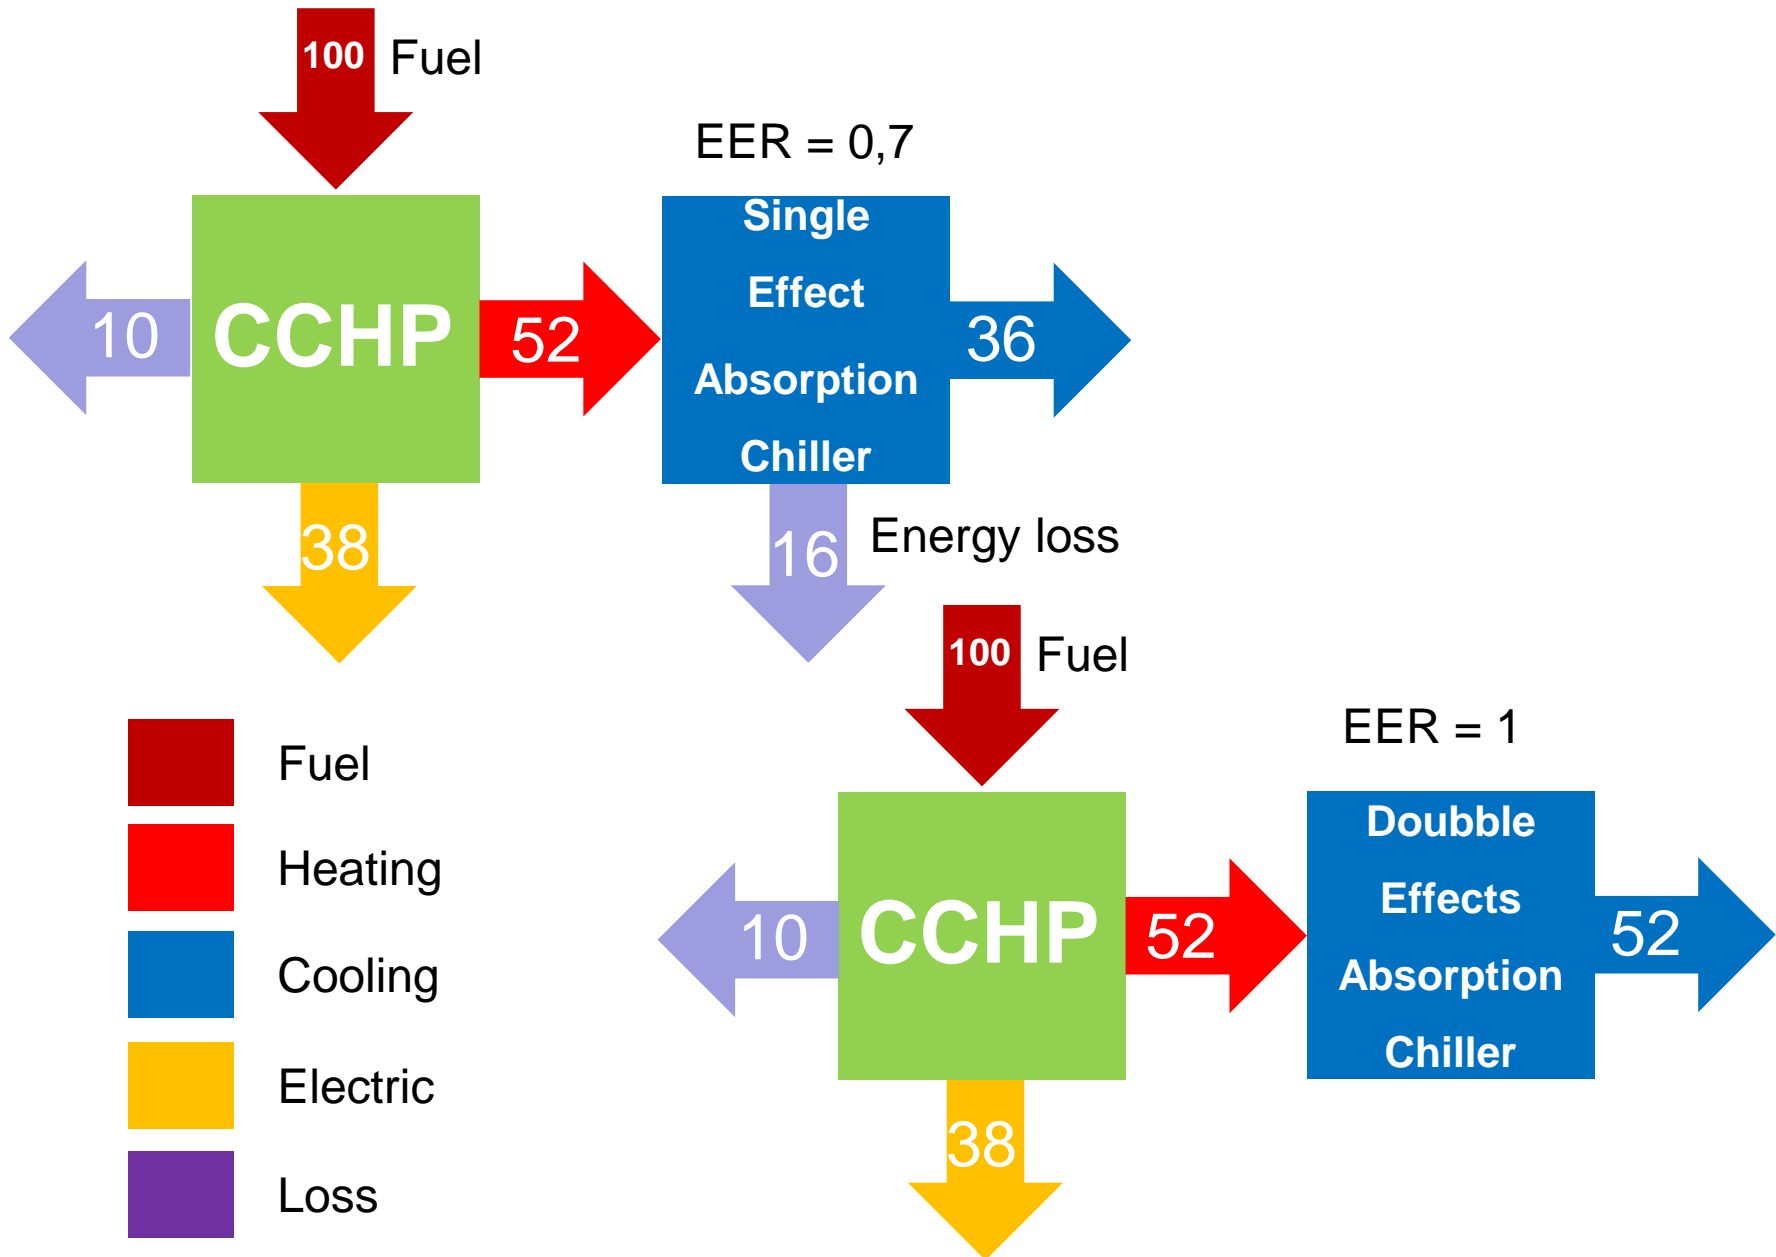 100 Fuel
EER = 0,7
Single
Effect
Absorption
Chiller
10
CCHP
52
36
38
16
Energy loss
100 Fuel
EER = 1
Doubble
Effects
Absorption
Chiller
10
CCHP
52
52
38
Fuel
Heating
Cooling
Electric
Loss